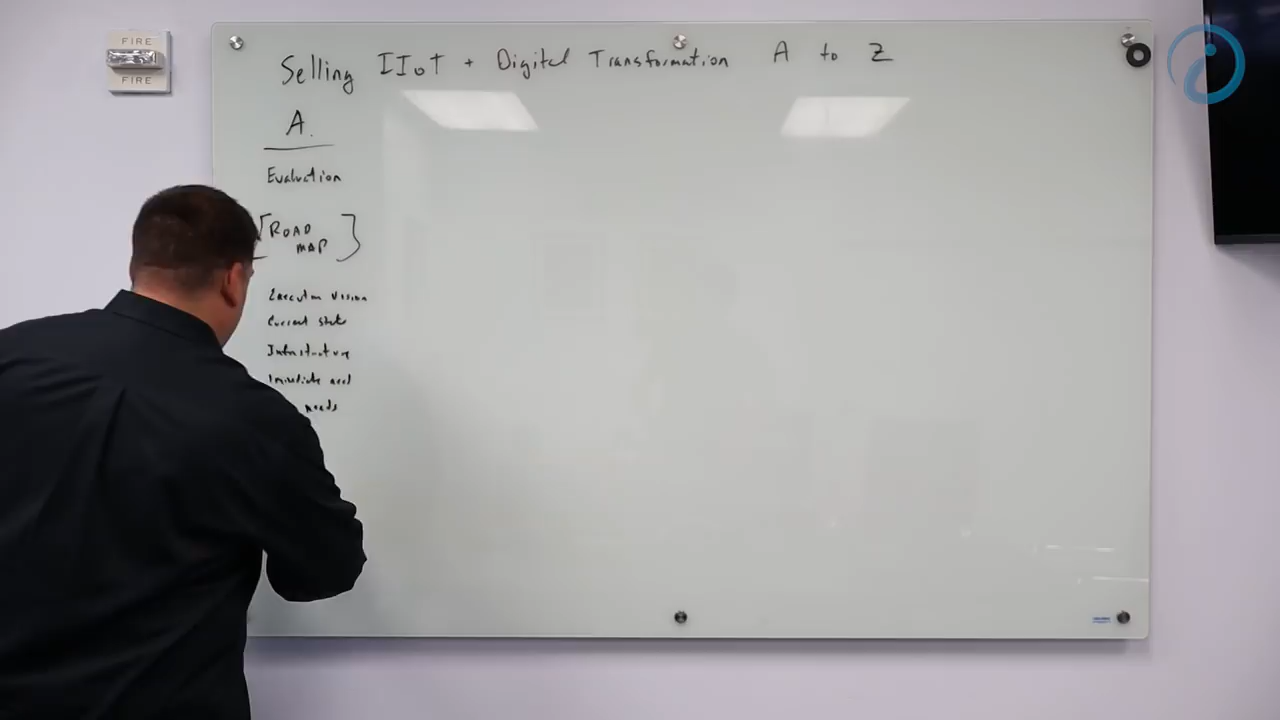 FIRE
FIRE
Selling IIoT + Digital Transformation A to Z
A.
Evaluation
[ROAD
MAP]
Executive vision
Current state
Infrastructure
Immediate need
needs